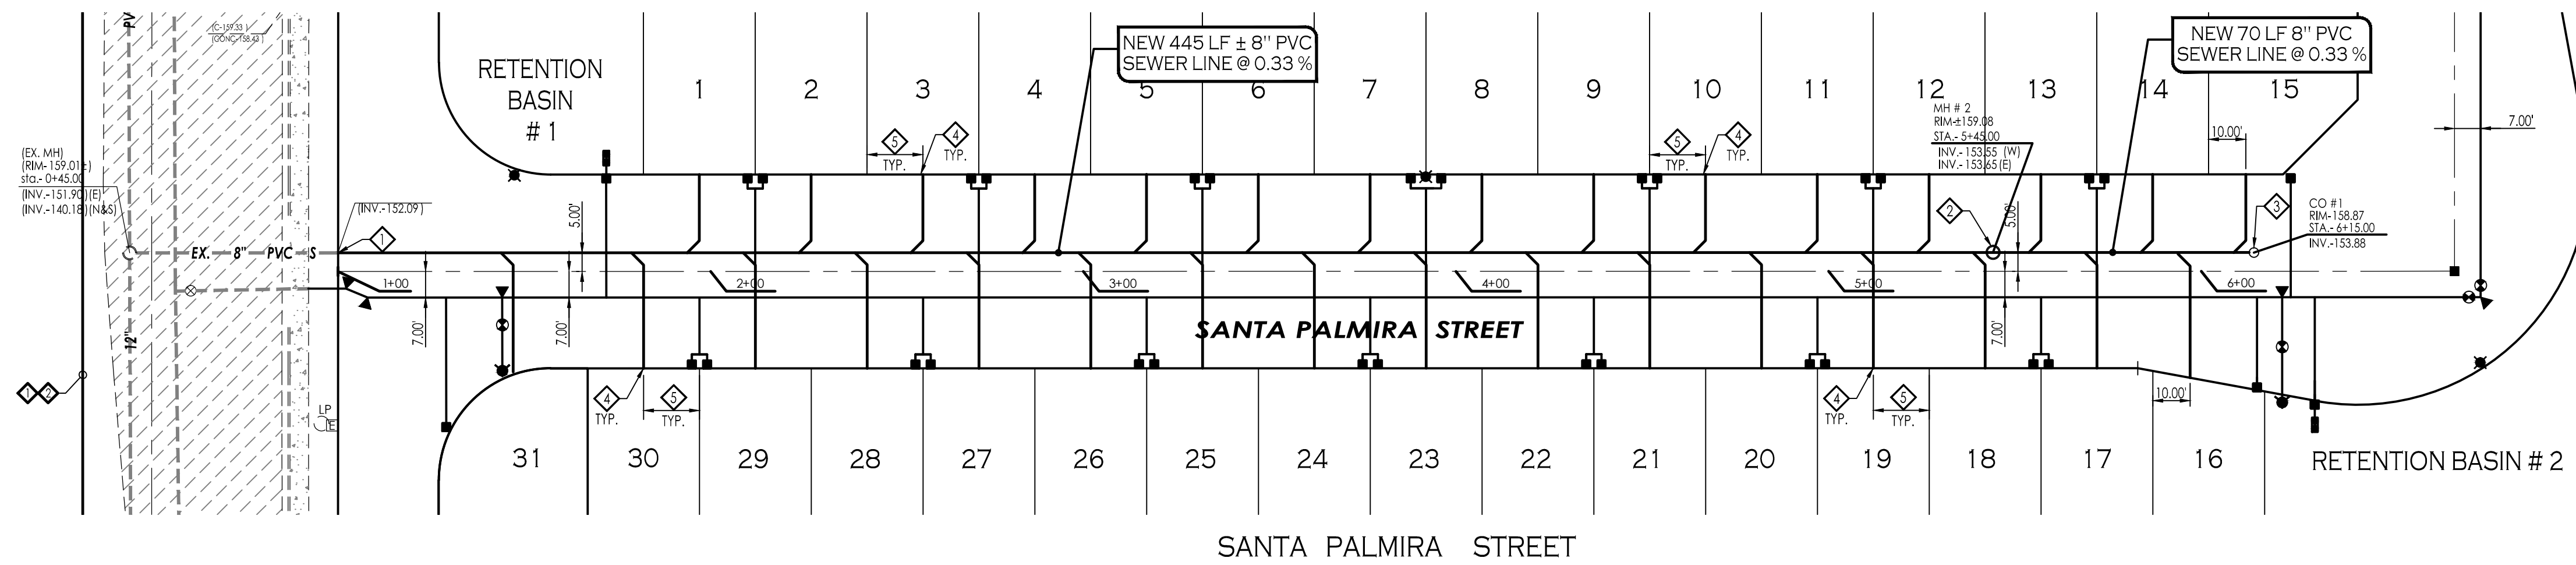 PV
(C-159.33 )
(CONC-158.43 )
RETENTION
BASIN
# 1
NEW 445 LF ± 8" PVC
SEWER LINE @ 0.33 %
NEW 70 LF 8" PVC
SEWER LINE @ 0.33 %
1
2
3
4
5
6
7
8
9
10
11
12
13
14
15
5
TYP.
4
TYP.
5
TYP.
4
TYP.
MH # 2
RIM-±159.08
STA.- 5+45.00
INV.- 153.55 (W)
INV.- 153.65 (E)
10.00'
7.00'
(EX. MH)
(RIM- 159.01±)
sta.- 0+45.00
(INV.-151.90)(E)
(INV.-140.18)(N&S)
(INV.-152.09)
1
5.00'
2
5.00'
3
CO #1
RIM-158.87
STA.- 6+15.00
INV.-153.88
EX. 8" PVC S
1+00
2+00
3+00
4+00
5+00
6+00
7.00'
7.00'
7.00'
12"
SANTA PALMIRA STREET
1
2
LP
E
4
TYP.
5
TYP.
4
TYP.
5
TYP.
10.00'
31
30
29
28
27
26
25
24
23
22
21
20
19
18
17
16
RETENTION BASIN # 2
SANTA PALMIRA STREET